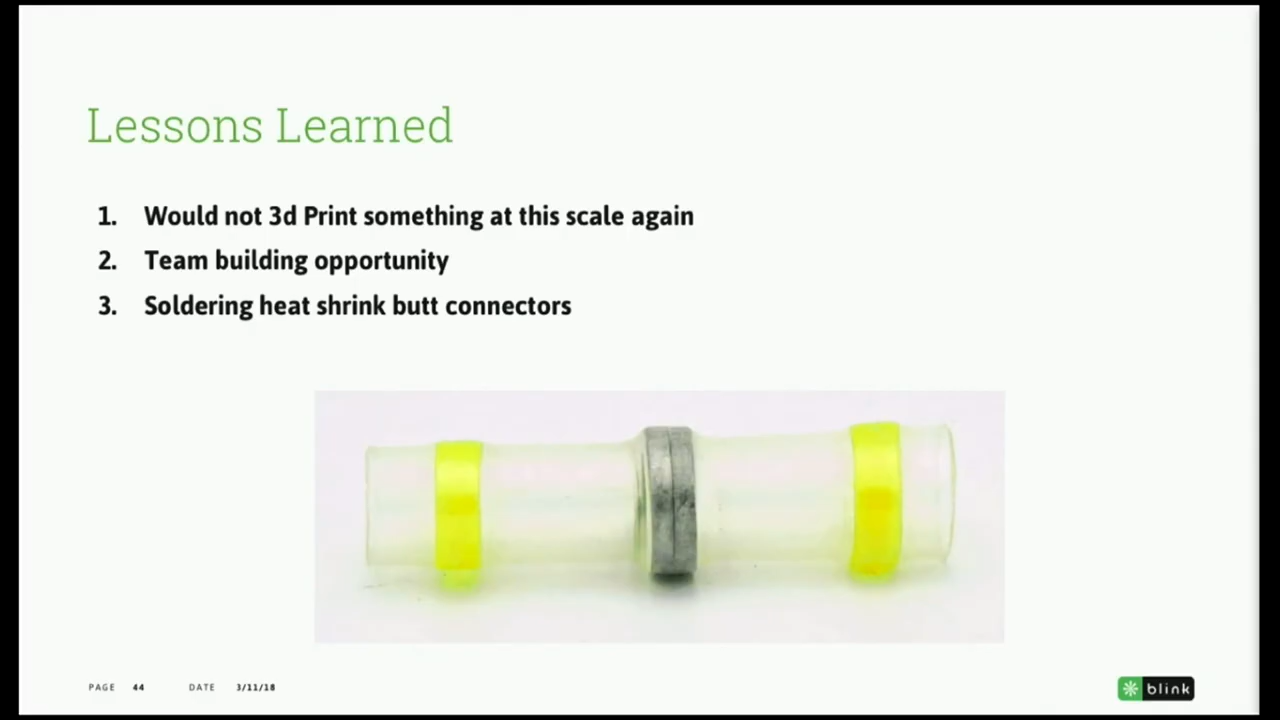 Lessons Learned
1. Would not 3d Print something at this scale again
2. Team building opportunity
3. Soldering heat shrink butt connectors
PAGE 44 DATE 3/11/18
blink